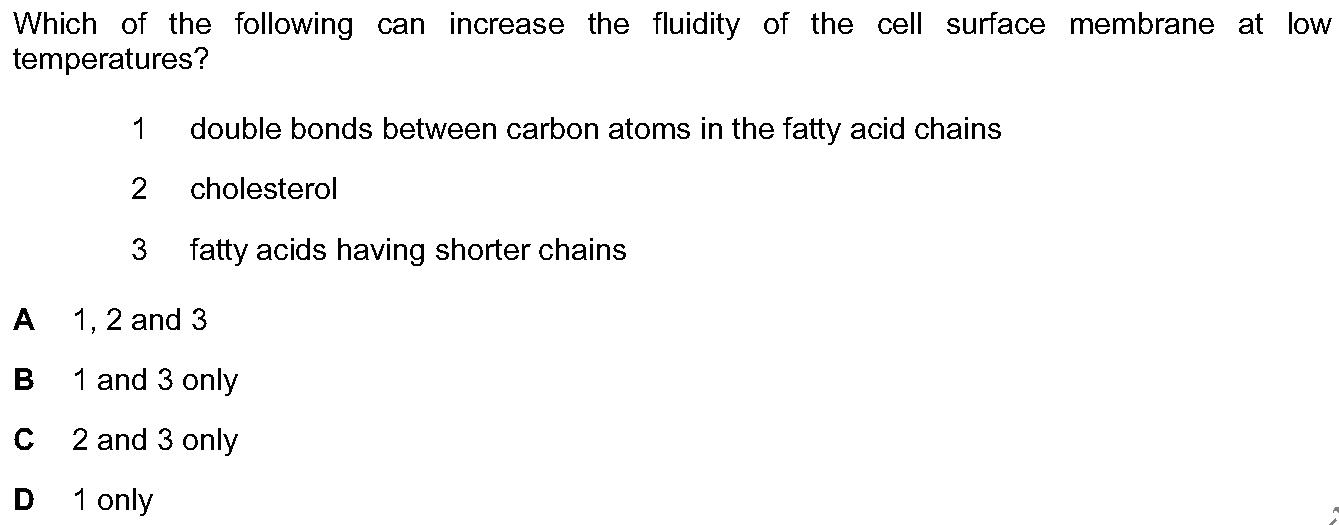 Which of the following can increase the fluidity of the cell surface membrane at low
temperatures?
1 double bonds between carbon atoms in the fatty acid chains
2 cholesterol
3 fatty acids having shorter chains
A 1, 2 and 3
B 1 and 3 only
C 2 and 3 only
D 1 only